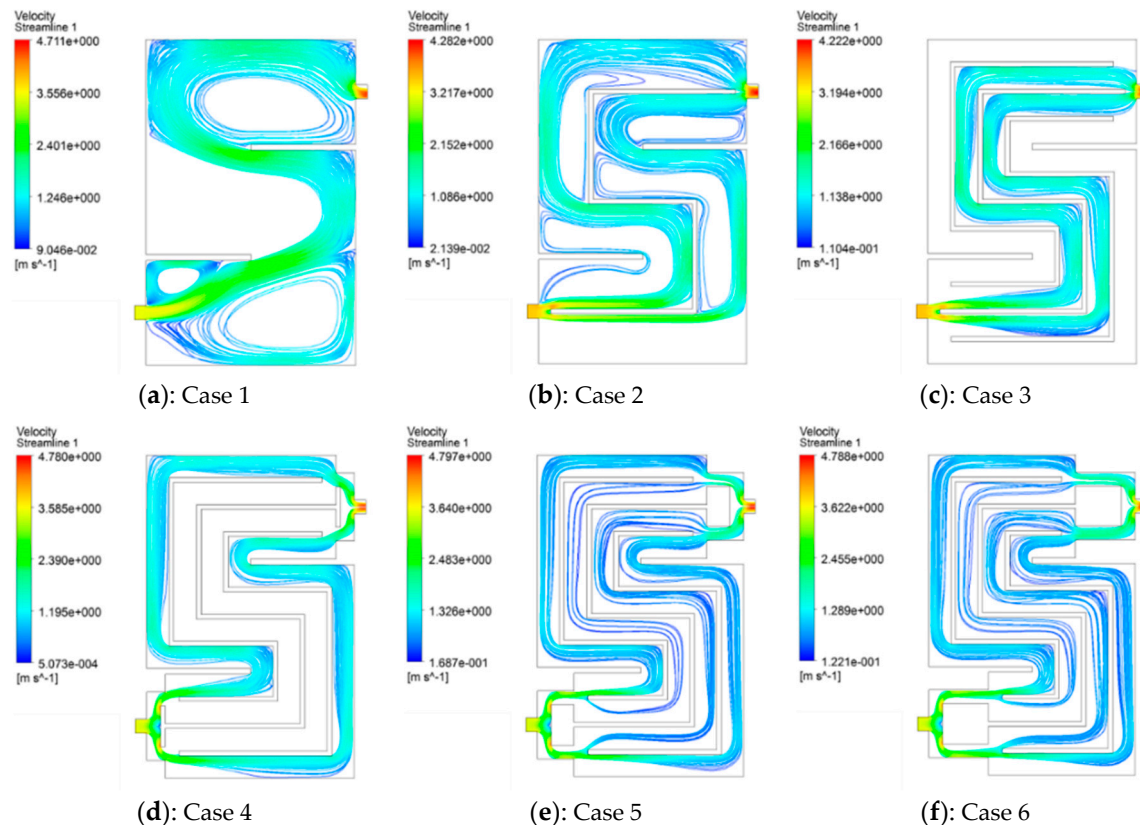 Velocity
Streamline 1
4.711e+000
3.556e+000
2.401e+000
1.246e+000
9.046e-002
[m s^-1]
(a): Case 1
Velocity
Streamline 1
4.282e+000
3.217e+000
2.152e+000
1.086e+000
2.139e-002
[m s^-1]
(b): Case 2
Velocity
Streamline 1
4.222e+000
3.194e+000
2.166e+000
1.138e+000
1.104e-001
[m s^-1]
(c): Case 3
Velocity
Streamline 1
4.780e+000
3.585e+000
2.390e+000
1.195e+000
5.073e-004
[m s^-1]
(d): Case 4
Velocity
Streamline 1
4.797e+000
3.640e+000
2.483e+000
1.326e+000
1.687e-001
[m s^-1]
(e): Case 5
Velocity
Streamline 1
4.788e+000
3.622e+000
2.455e+000
1.289e+000
1.221e-001
[m s^-1]
(f): Case 6